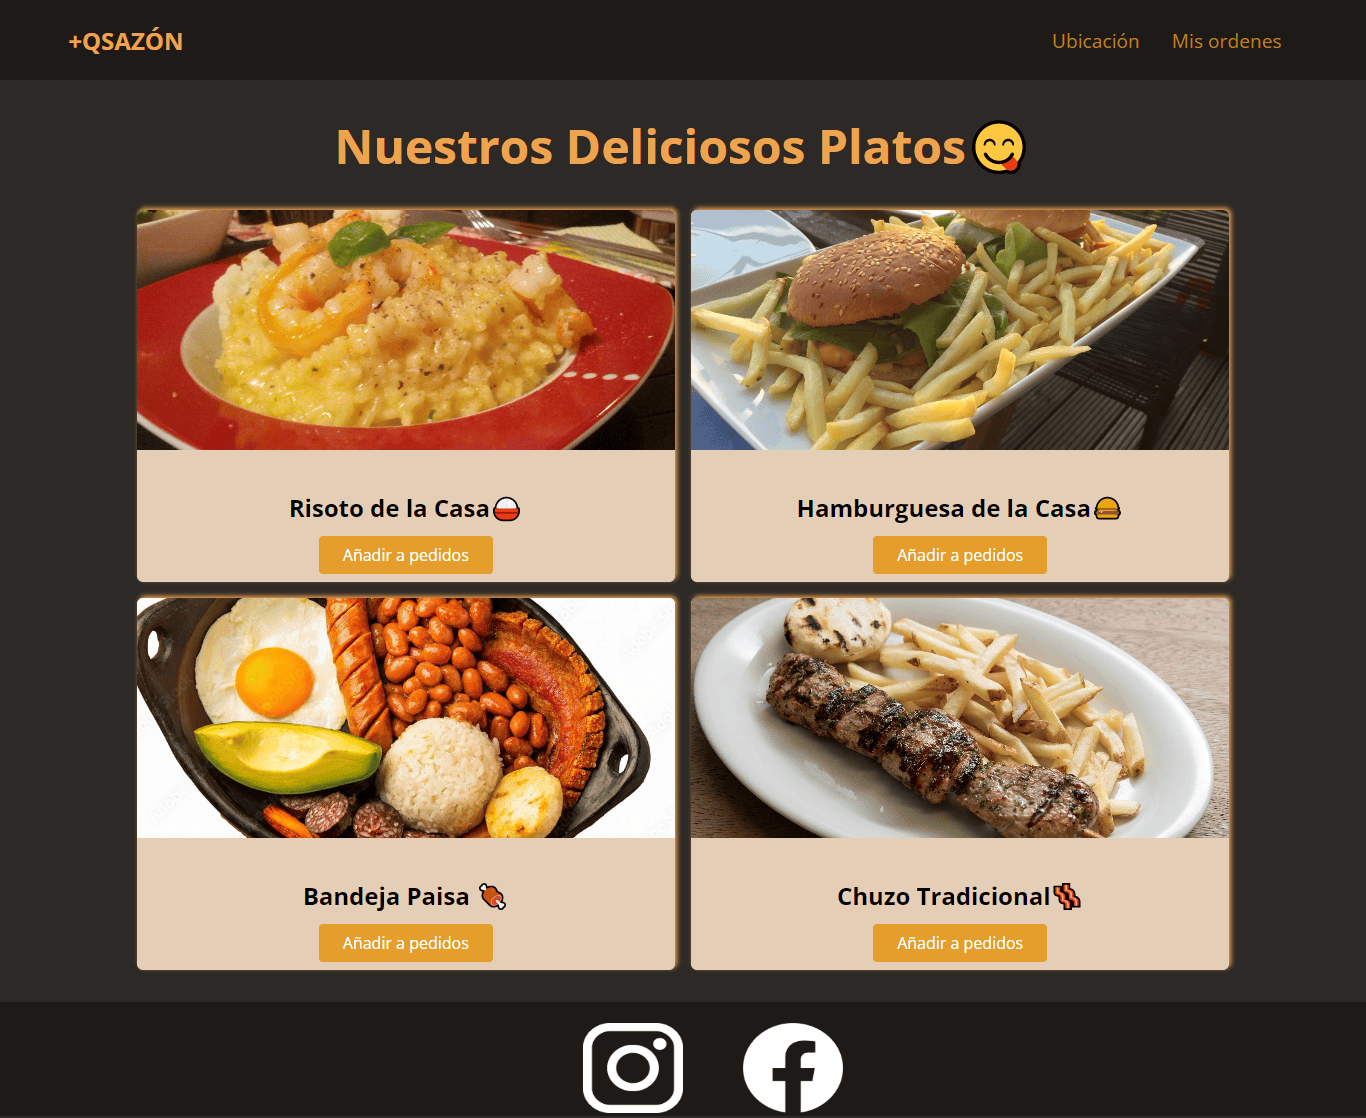 +QSAZÓN
Ubicación
Mis ordenes
Nuestros Deliciosos Platos😋
Risoto de la Casa🍚
Hamburguesa de la Casa🍔
Añadir a pedidos
Añadir a pedidos
Bandeja Paisa 🍖
Chuzo Tradicional🥓
Añadir a pedidos
Añadir a pedidos